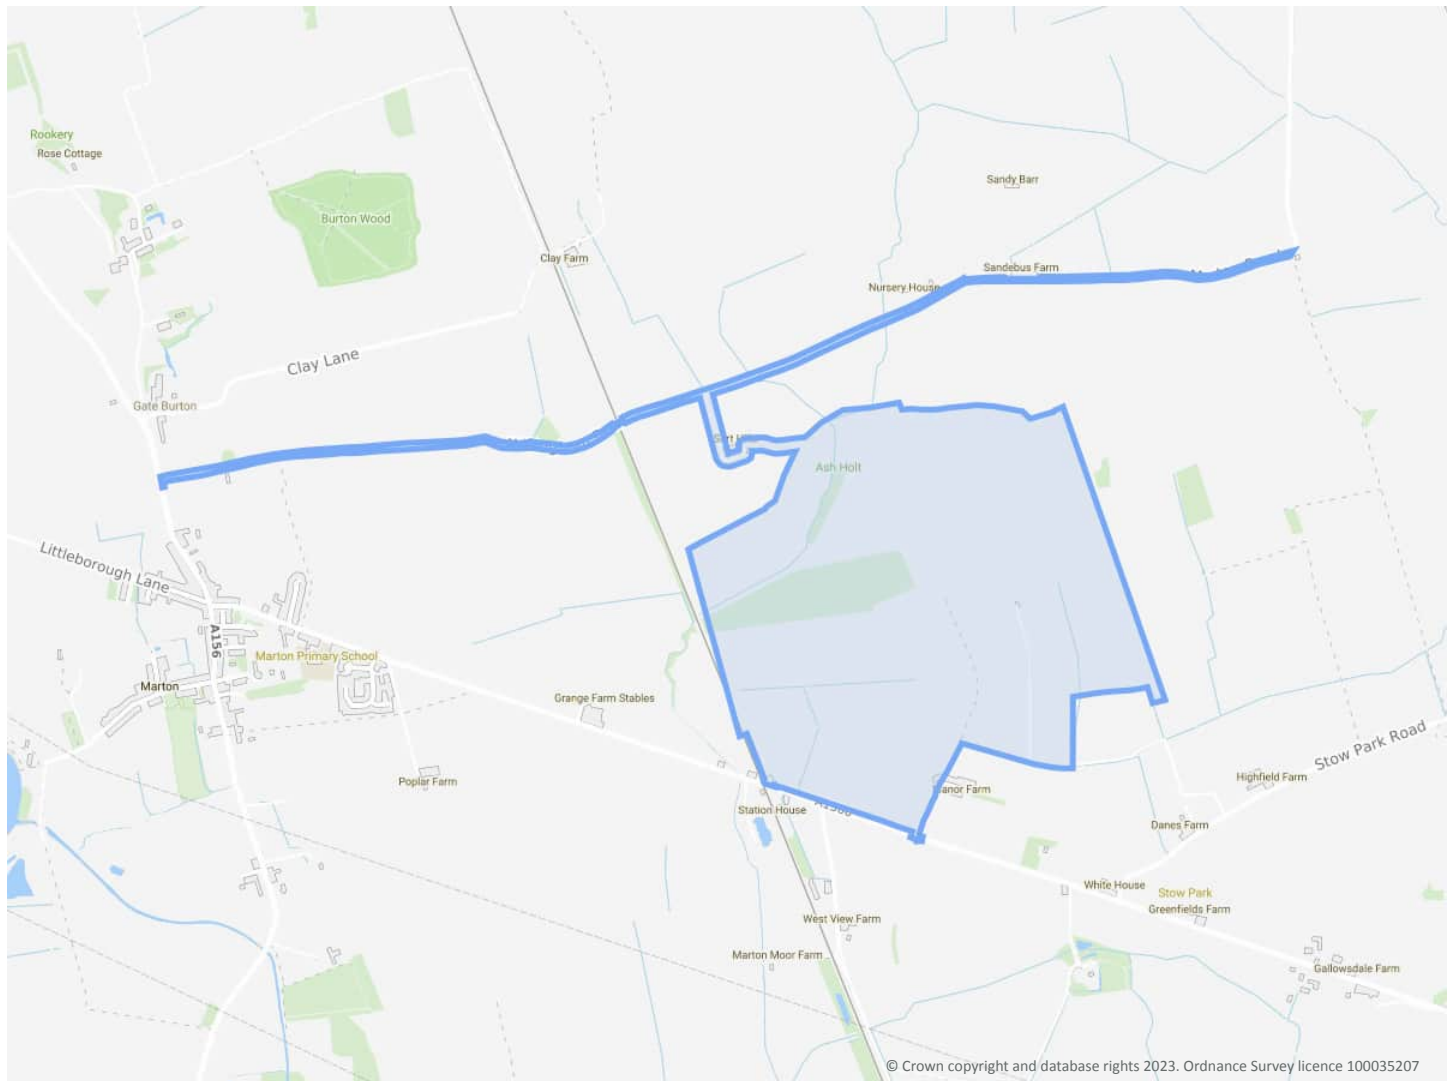 Rookery
Rose Cottage
Sandy Barr
Burton Wood
Clay Farm
Sandebus Farm
Nursery House
Clay Lane
Gate Burton
Ash Holt
Littleborough Lane
A156
Marton Primary School
Marton
Grange Farm Stables
Stow Park Road
Highfield Farm
Poplar Farm
Station House
Danes Farm
White House
Stow Park
Greenfields Farm
West View Farm
Marton Moor Farm
Gallowsdale Farm
© Crown copyright and database rights 2023. Ordnance Survey licence 100035207